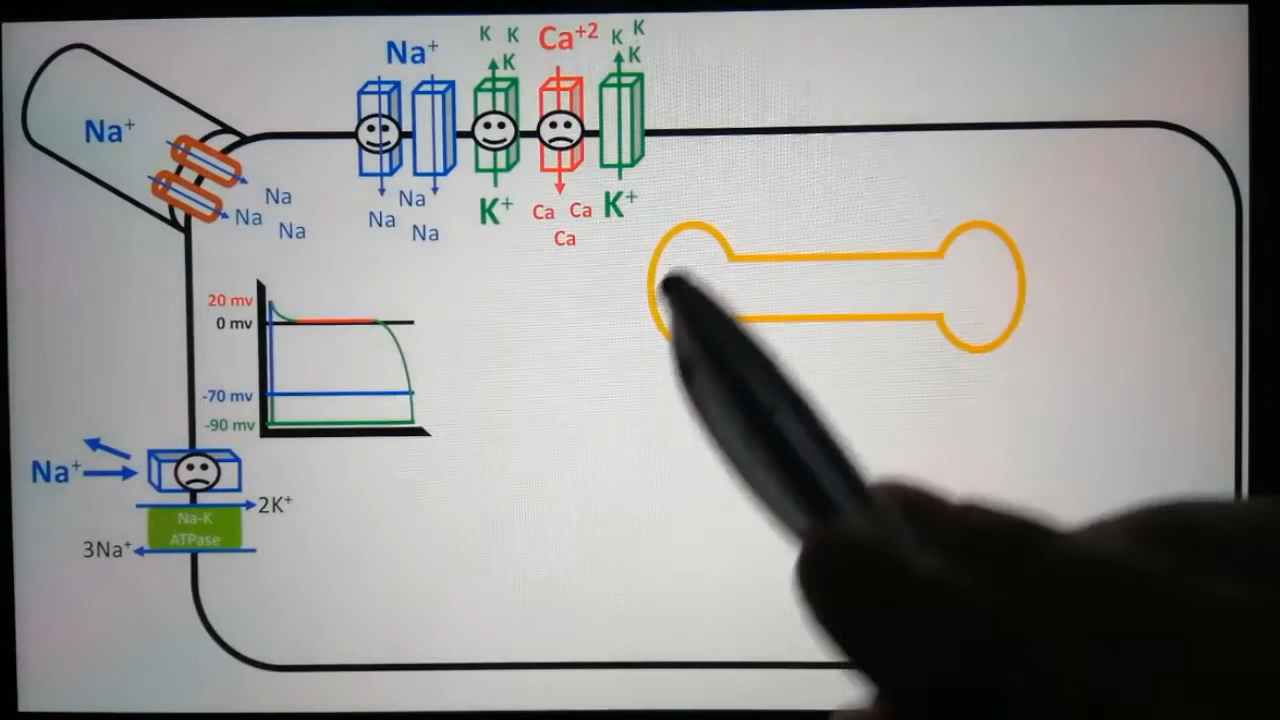 Na⁺
Na
Na
Na
Na⁺
Na
Na
Na
K K
K
K⁺
Ca⁺²
Ca Ca
Ca
K K
K
K⁺
20 mv
0 mv
-70 mv
-90 mv
Na⁺
2K⁺
Na-K
ATPase
3Na⁺